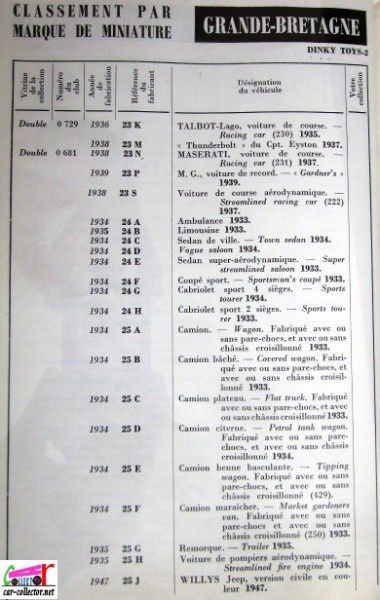 CLASSEMENT PAR
MARQUE DE MINIATURE
GRANDE-BRETAGNE
DINKY TOYS-2
Vitrine de la collection
Numéro du club
Année de fabrication
Référence du fabricant
Désignation du véhicule
Votre collection
Double 0 729 1936 23 K TALBOT-Lago, voiture de course. —
Racing car (230) 1935.
1938 23 M « Thunderbolt » du Cpt. Eyston 1937.
Double 0 681 1938 23 N MASERATI, voiture de course. —
Racing car (231) 1937.
1939 23 P M. G., voiture de record. — « Gardner's »
1939.
1938 23 S Voiture de course aérodynamique. —
Streamlined racing car (222)
1937.
1934 24 A Ambulance 1933.
1935 24 B Limousine 1933.
1934 24 C Sedan de ville. — Town sedan 1934.
1934 24 D Vogue saloon 1934.
1934 24 E Sedan super-aérodynamique. — Super
streamlined saloon 1933.
1934 24 F Coupé sport. — Sportsman's coupé 1933.
1934 24 G Cabriolet sport 4 sièges. — Sports
tourer 1934.
1934 24 H Cabriolet sport 2 sièges. — Sports tou-
rer 1933.
1934 25 A Camion. — Wagon. Fabriqué avec ou
sans pare-chocs, et avec ou sans
châssis croisillonné 1933.
1934 25 B Camion bâché. — Covered wagon. Fabri-
qué avec ou sans pare-chocs, et
avec ou sans châssis croisil-
lonné 1933.
1934 25 C Camion plateau. — Flat truck. Fabriqué
avec ou sans pare-chocs, et avec
ou sans châssis croisillonné 1933.
1934 25 D Camion citerne. — Petrol tank wagon.
Fabriqué avec ou sans pare-
chocs, et avec ou sans châssis
croisillonné 1934.
1934 25 E Camion benne basculante. — Tipping
wagon. Fabriqué avec ou sans
pare-chocs, et avec ou sans
châssis croisillonné (429).
1934 25 F Camion maraîcher. — Market gardeners
van. Fabriqué avec ou sans
pare-chocs et avec ou sans
châssis croisillonné (250) 1933.
1935 25 G Remorque. — Trailer 1935.
1935 25 H Voiture de pompiers aérodynamique. —
Streamlined fire engine 1934.
1947 25 J WILLYS Jeep, version civile en cou-
leur 1947.
CAR
collector.net
car-collector.net